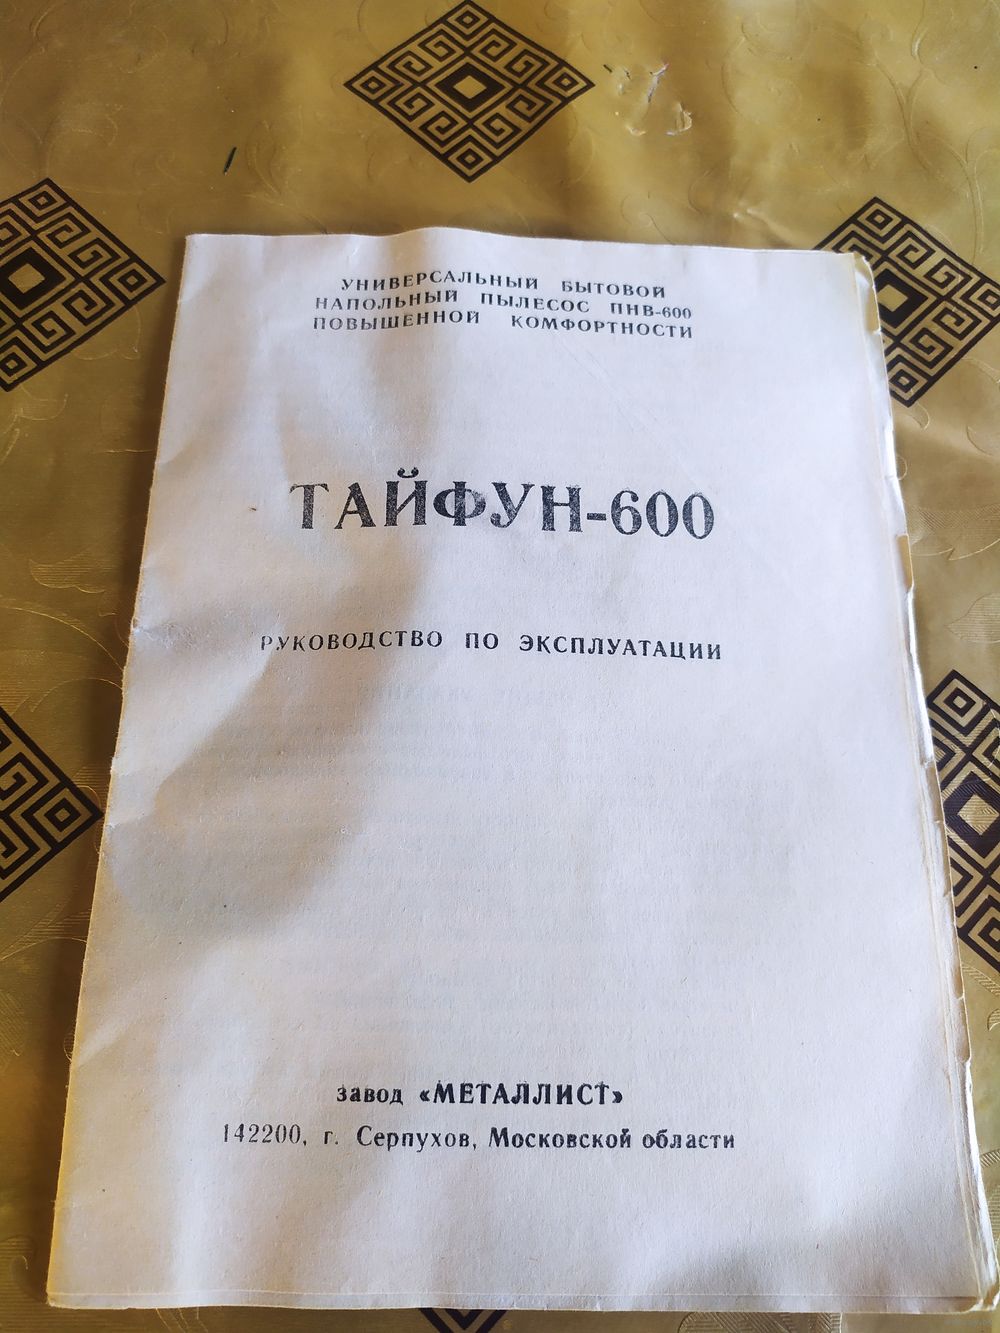 УНИВЕРСАЛЬНЫЙ БЫТОВОЙ
НАПОЛЬНЫЙ ПЫЛЕСОС ПНВ-600
ПОВЫШЕННОЙ КОМФОРТНОСТИ
ТАЙФУН-600
РУКОВОДСТВО ПО ЭКСПЛУАТАЦИИ
завод «МЕТАЛЛИСТ»
142200, г. Серпухов, Московской области